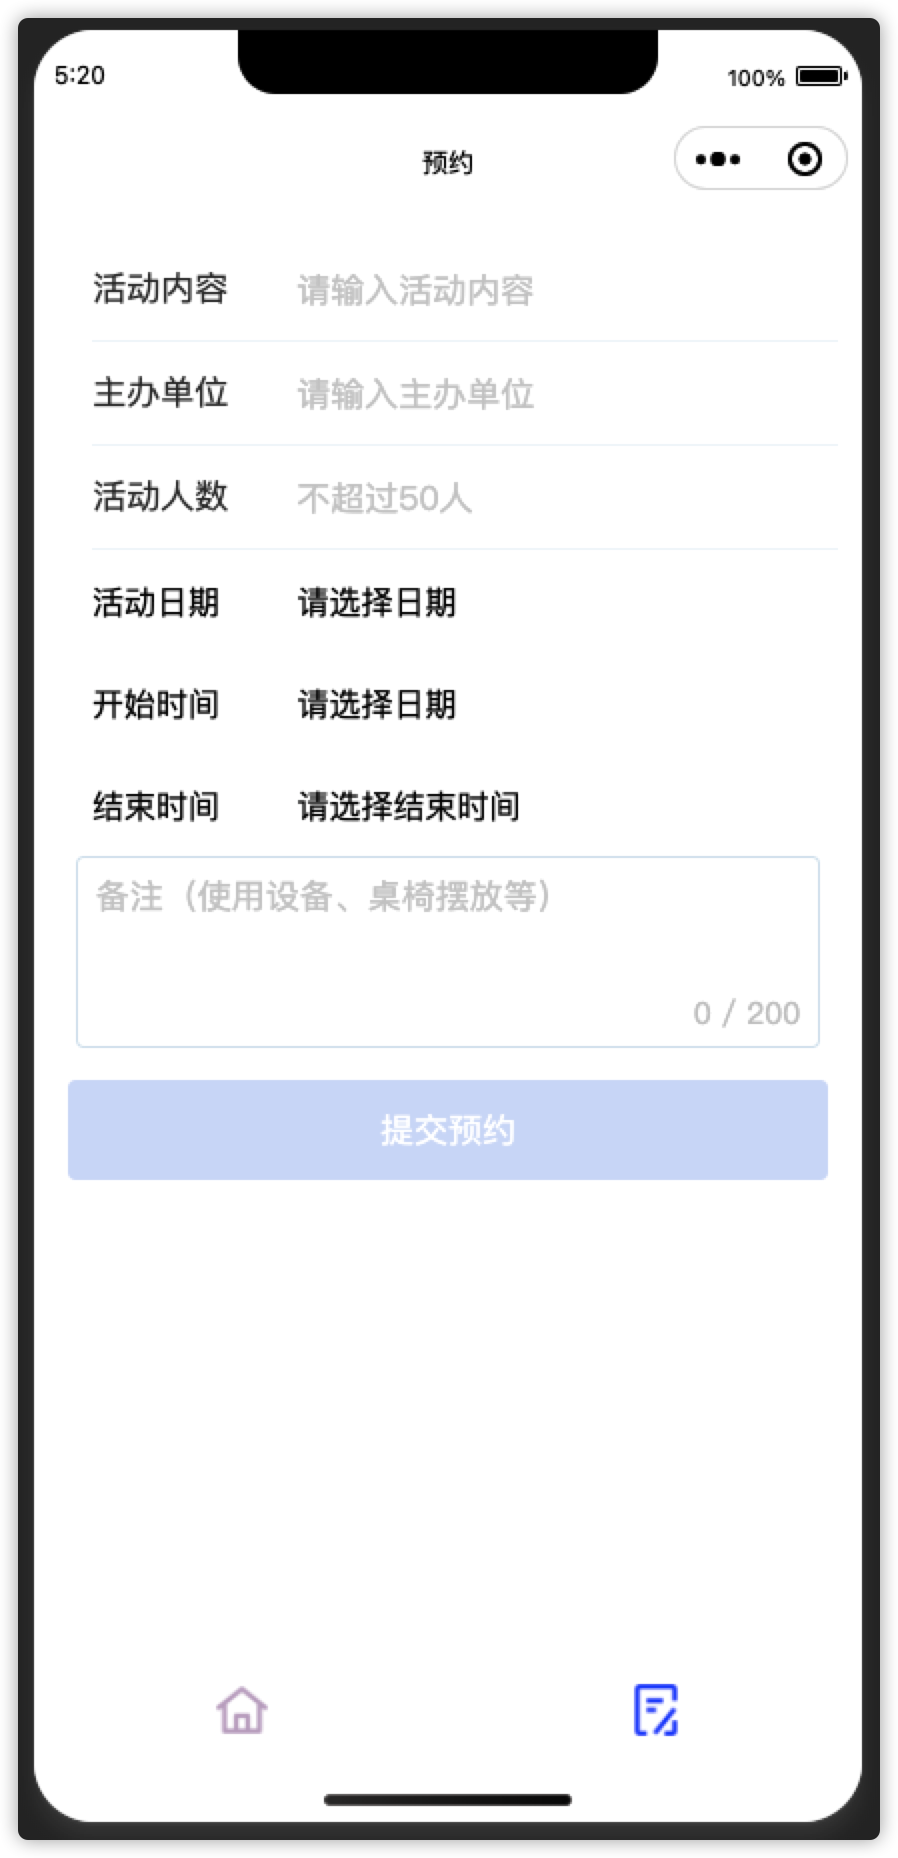 5:20
100%
预约
活动内容 请输入活动内容
主办单位 请输入主办单位
活动人数 不超过50人
活动日期 请选择日期
开始时间 请选择日期
结束时间 请选择结束时间
备注（使用设备、桌椅摆放等）
0 / 200
提交预约